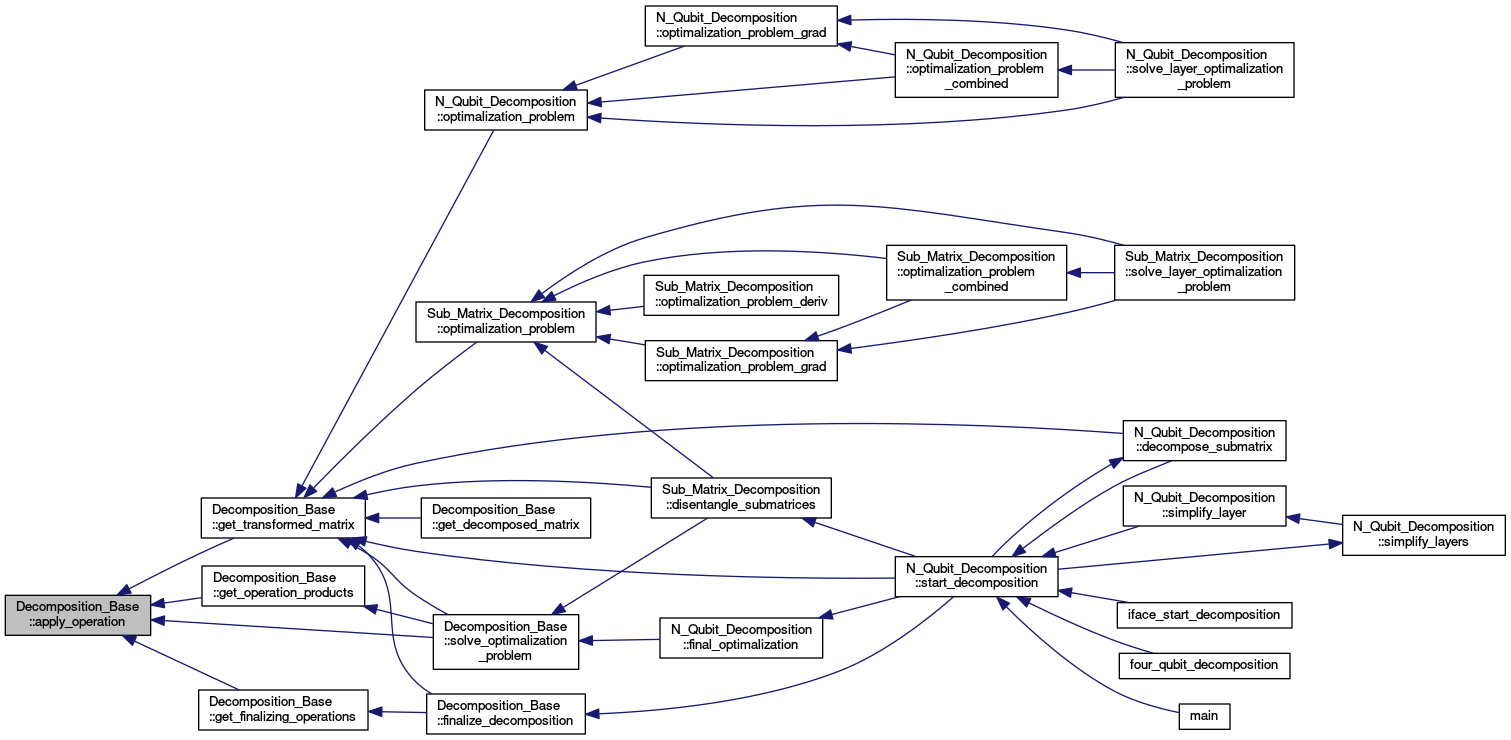 N_Qubit_Decomposition
::optimalization_problem_grad
N_Qubit_Decomposition
::optimalization_problem
_combined
N_Qubit_Decomposition
::solve_layer_optimalization
_problem
N_Qubit_Decomposition
::optimalization_problem
Sub_Matrix_Decomposition
::optimalization_problem
_combined
Sub_Matrix_Decomposition
::solve_layer_optimalization
_problem
Sub_Matrix_Decomposition
::optimalization_problem_deriv
Sub_Matrix_Decomposition
::optimalization_problem
Sub_Matrix_Decomposition
::optimalization_problem_grad
N_Qubit_Decomposition
::decompose_submatrix
Sub_Matrix_Decomposition
::disentangle_submatrices
N_Qubit_Decomposition
::simplify_layer
Decomposition_Base
::get_transformed_matrix
Decomposition_Base
::get_decomposed_matrix
N_Qubit_Decomposition
::simplify_layers
N_Qubit_Decomposition
::start_decomposition
Decomposition_Base
::get_operation_products
Decomposition_Base
::apply_operation
iface_start_decomposition
Decomposition_Base
::solve_optimalization
_problem
N_Qubit_Decomposition
::final_optimalization
four_qubit_decomposition
Decomposition_Base
::get_finalizing_operations
Decomposition_Base
::finalize_decomposition
main